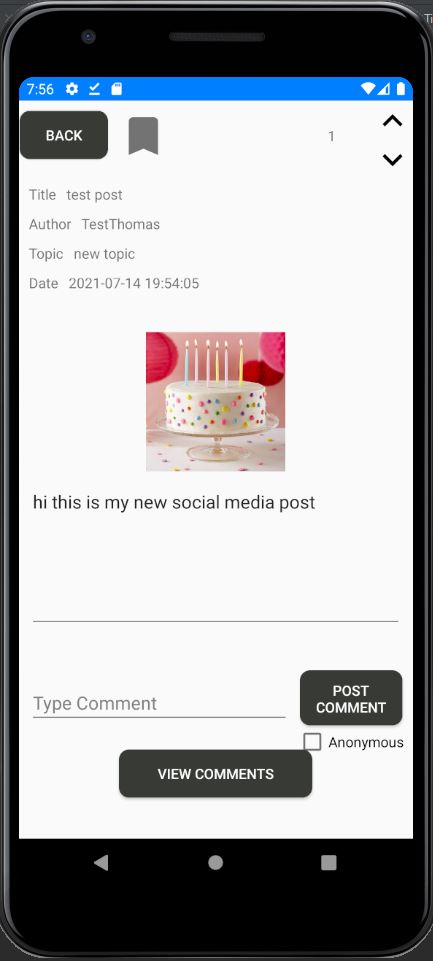 Ti
7:56
BACK
1
Title test post
Author TestThomas
Topic new topic
Date 2021-07-14 19:54:05
hi this is my new social media post
Type Comment
POST
COMMENT
Anonymous
VIEW COMMENTS